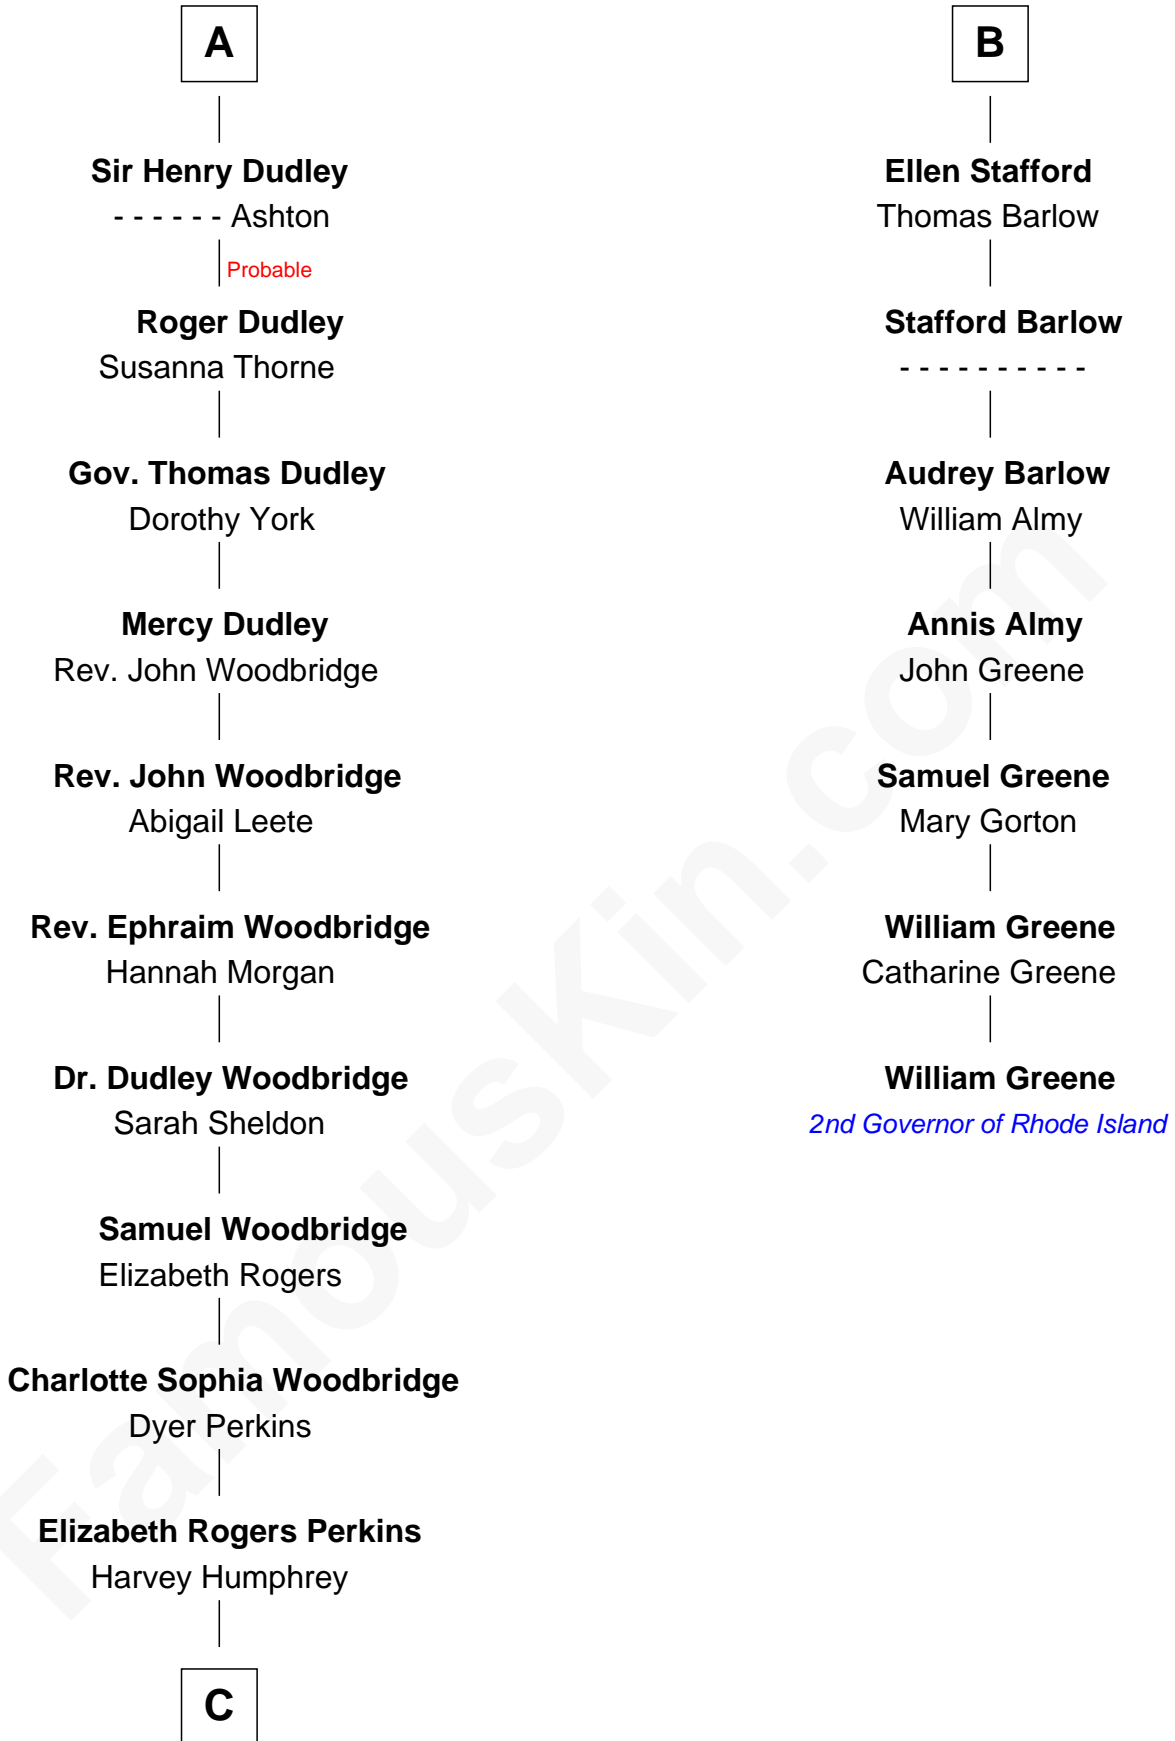 A
Sir Henry Dudley
- - - - - - Ashton
Probable
Roger Dudley
Susanna Thorne
Gov. Thomas Dudley
Dorothy York
Mercy Dudley
Rev. John Woodbridge
Rev. John Woodbridge
Abigail Leete
Rev. Ephraim Woodbridge
Hannah Morgan
Dr. Dudley Woodbridge
Sarah Sheldon
Samuel Woodbridge
Elizabeth Rogers
Charlotte Sophia Woodbridge
Dyer Perkins
Elizabeth Rogers Perkins
Harvey Humphrey
C
B
Ellen Stafford
Thomas Barlow
Stafford Barlow
- - - - - - - - - -
Audrey Barlow
William Almy
Annis Almy
John Greene
Samuel Greene
Mary Gorton
William Greene
Catharine Greene
William Greene
2nd Governor of Rhode Island
FamousKin.com